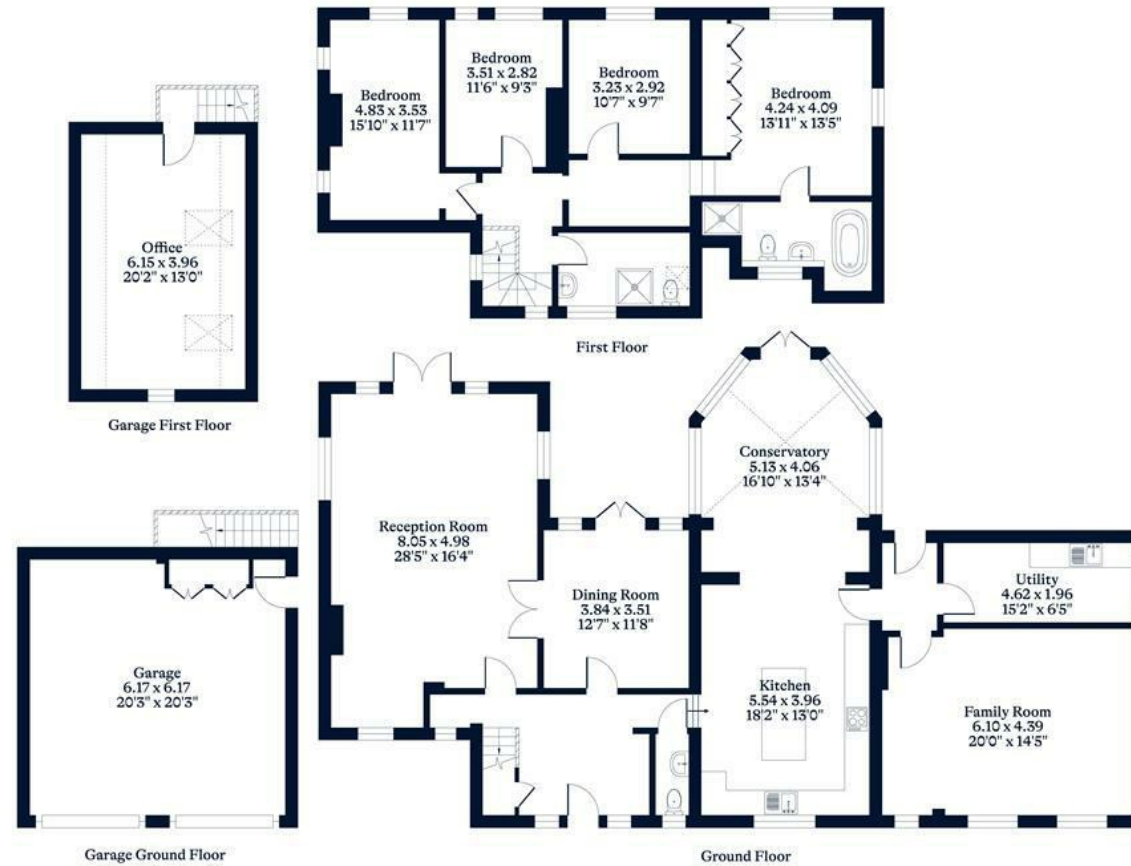 Bedroom
4.83 x 3.53
15'10" x 11'7"
Bedroom
3.51 x 2.82
11'6" x 9'3"
Bedroom
3.23 x 2.92
10'7" x 9'7"
Bedroom
4.24 x 4.09
13'11" x 13'5"
First Floor
Office
6.15 x 3.96
20'2" x 13'0"
Garage First Floor
Garage
6.17 x 6.17
20'3" x 20'3"
Garage Ground Floor
Reception Room
8.05 x 4.98
28'5" x 16'4"
Dining Room
3.84 x 3.51
12'7" x 11'8"
Conservatory
5.13 x 4.06
16'10" x 13'4"
Kitchen
5.54 x 3.96
18'2" x 13'0"
Utility
4.62 x 1.96
15'2" x 6'5"
Family Room
6.10 x 4.39
20'0" x 14'5"
Ground Floor